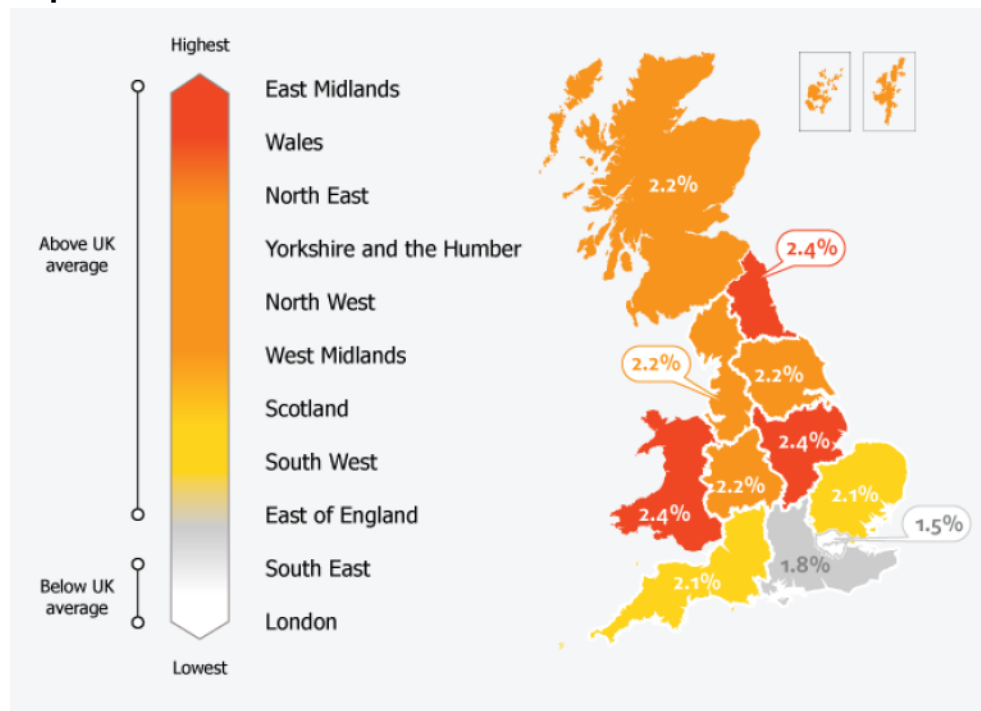 Highest
East Midlands
Wales
North East
Above UK
average
Yorkshire and the Humber
North West
West Midlands
Scotland
South West
East of England
Below UK
average
South East
London
Lowest
2.2%
2.4%
2.2%
2.2%
2.4%
2.2%
2.4%
2.1%
1.5%
1.8%
2.1%